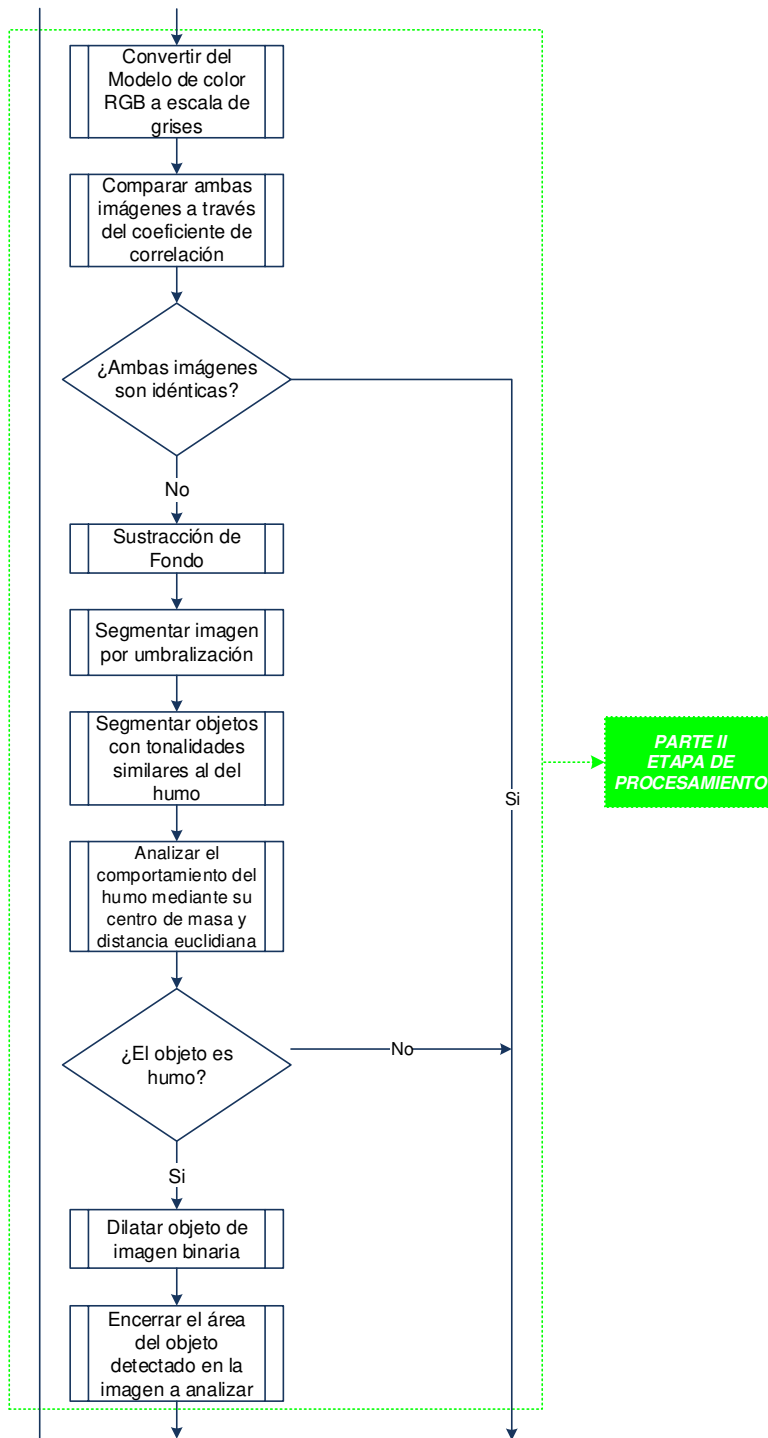 Convertir del
Modelo de color
RGB a escala de
grises
Comparar ambas
imágenes a través
del coeficiente de
correlación
¿Ambas imágenes
son idénticas?
No
Sustracción de
Fondo
Segmentar imagen
por umbralización
Segmentar objetos
con tonalidades
similares al del
humo
Si
PARTE II
ETAPA DE
PROCESAMIENTO
Analizar el
comportamiento del
humo mediante su
centro de masa y
distancia euclidiana
¿El objeto es
humo?
No
Si
Dilatar objeto de
imagen binaria
Encerrar el área
del objeto
detectado en la
imagen a analizar